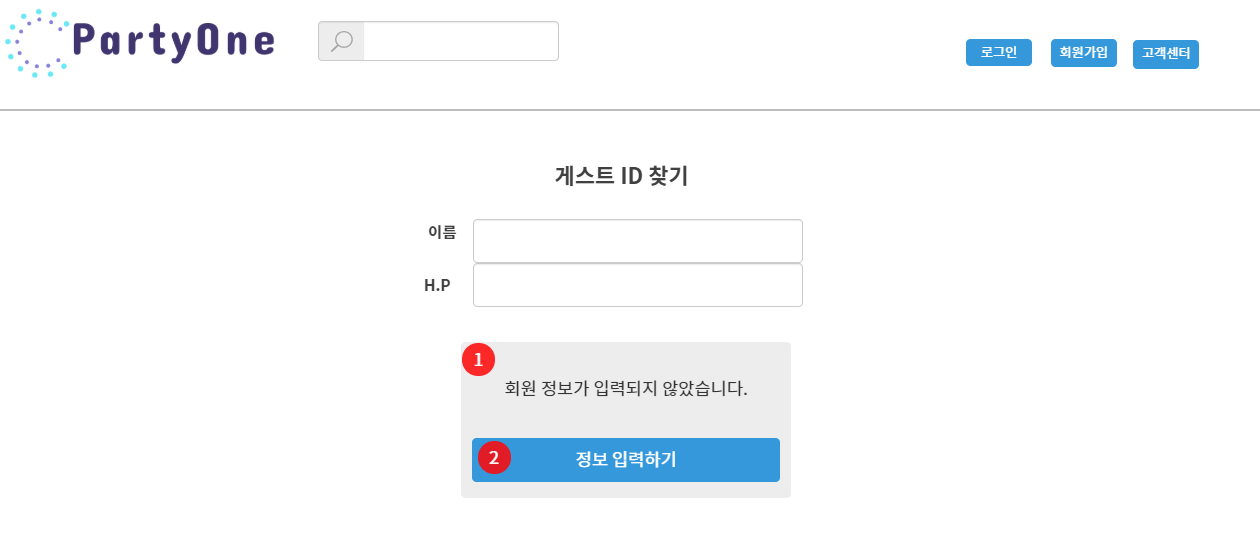 PartyOne
로그인
회원가입
고객센터
게스트 ID 찾기
이름
H.P
1
회원 정보가 입력되지 않았습니다.
2
정보 입력하기